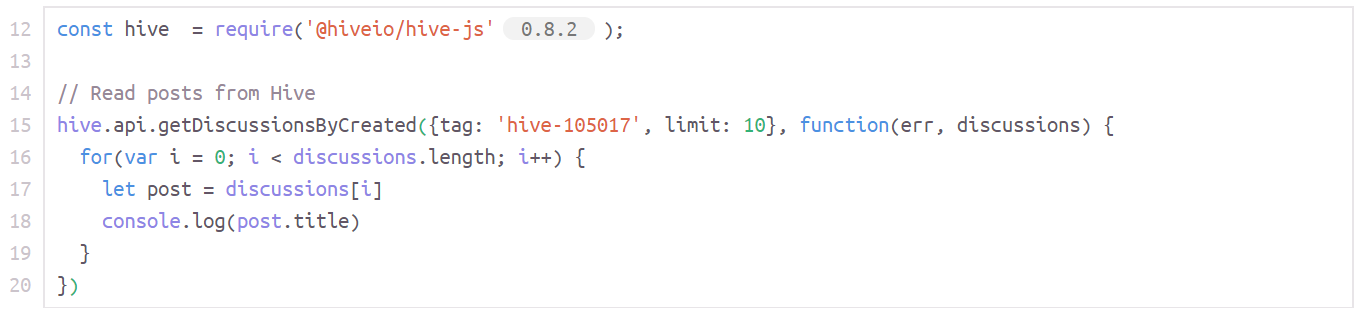 12 const hive  = require('@hiveio/hive-js' 0.8.2 );
13
14 // Read posts from Hive
15 hive.api.getDiscussionsByCreated({tag: 'hive-105017', limit: 10}, function(err, discussions) {
16   for(var i = 0; i < discussions.length; i++) {
17     let post = discussions[i]
18     console.log(post.title)
19   }
20 })